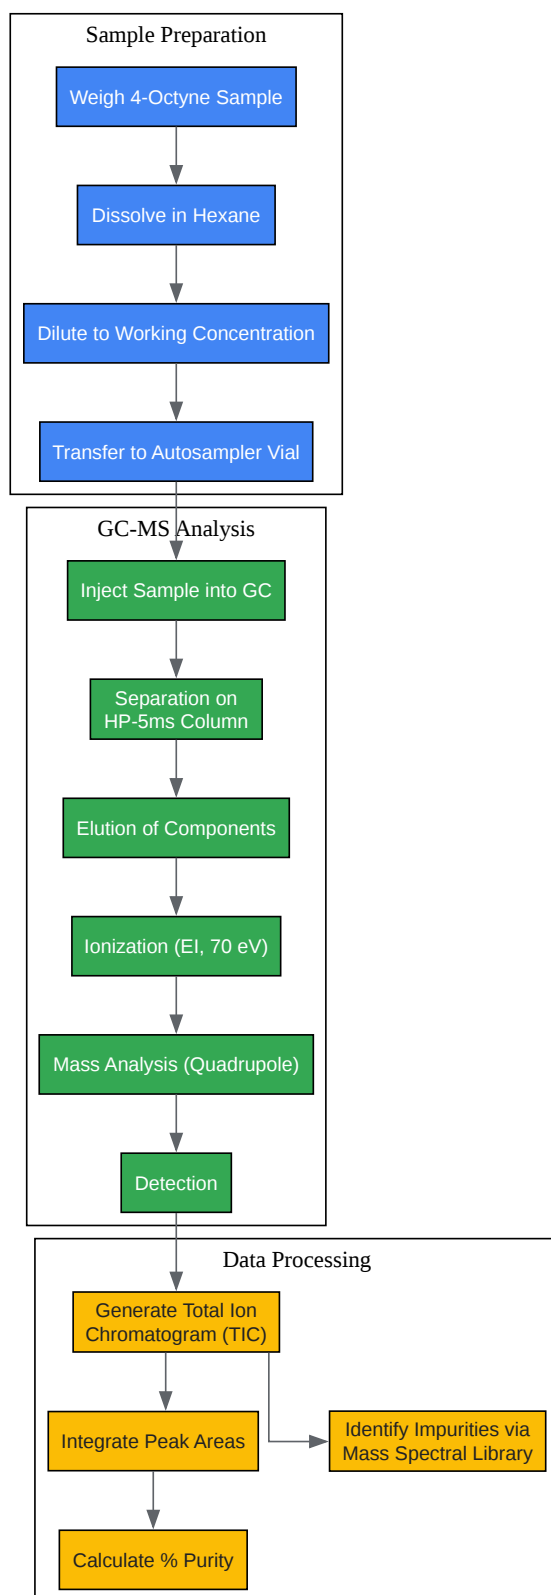 Sample Preparation
Weigh 4-Octyne Sample
Dissolve in Hexane
Dilute to Working Concentration
Transfer to Autosampler Vial
GC-MS Analysis
Inject Sample into GC
Separation on
HP-5ms Column
Elution of Components
Ionization (EI, 70 eV)
Mass Analysis (Quadrupole)
Detection
Data Processing
Generate Total Ion
Chromatogram (TIC)
Integrate Peak Areas
Identify Impurities via
Mass Spectral Library
Calculate % Purity